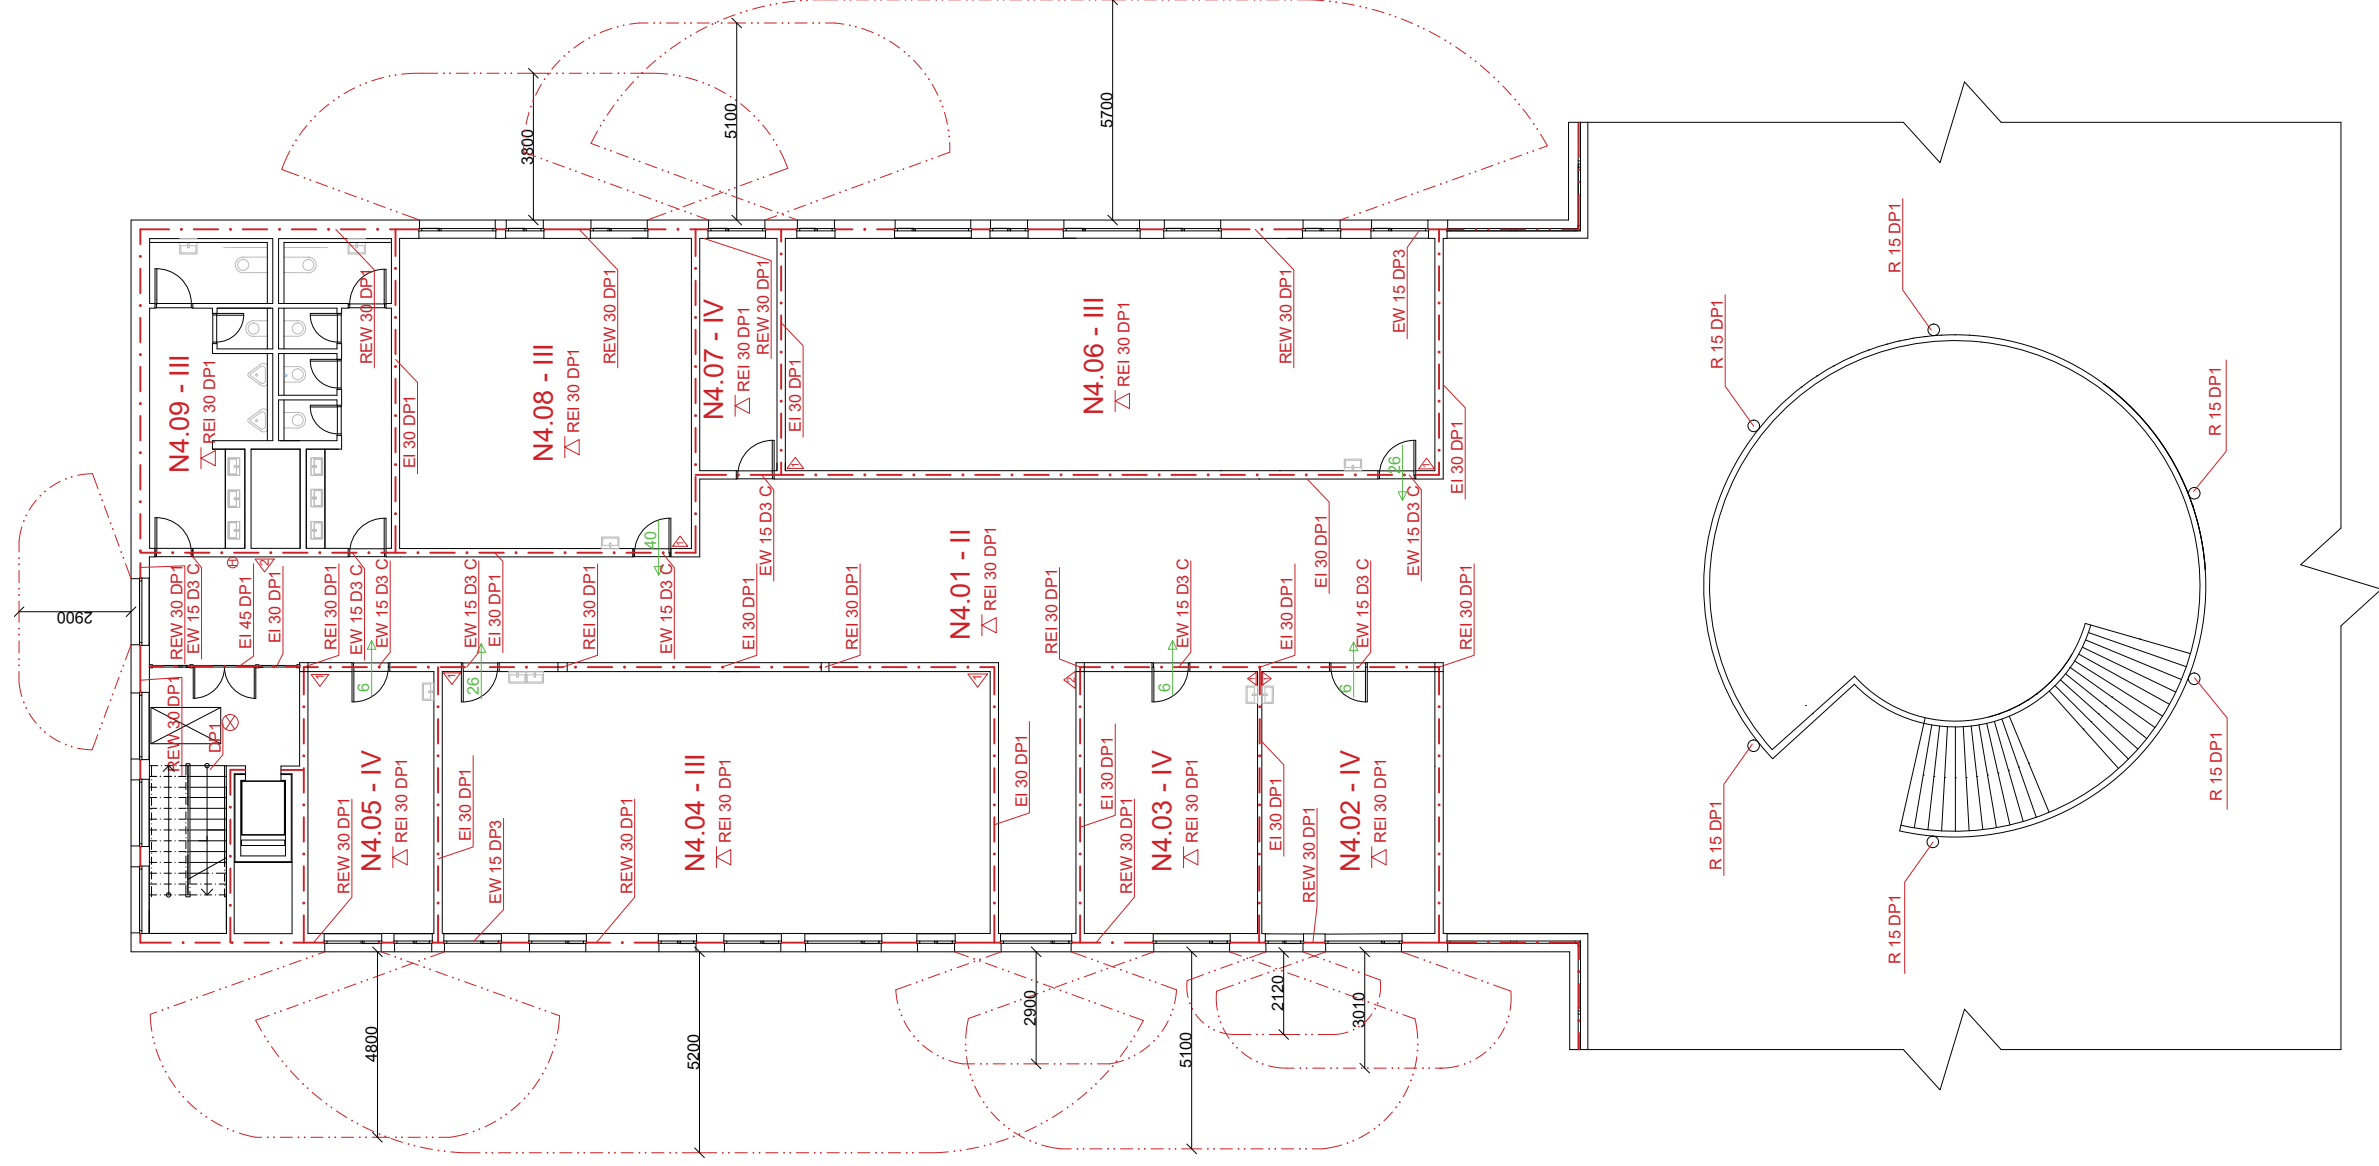 3800
5100
5700
2900
N4.09 - III
REI 30 DP1
REW 30 DP1
EI 30 DP1
N4.08 - III
REI 30 DP1
REW 30 DP1
N4.07 - IV
REI 30 DP1
REW 30 DP1
EI 30 DP1
N4.06 - III
REI 30 DP1
REW 30 DP1
EW 15 DP3
EI 30 DP1
26
40
REW 30 DP1
EW 15 D3 C
H
2
EI 45 DP1
EI 30 DP1
REI 30 DP1
EW 15 D3 C
EW 15 D3 C
EW 15 D3 C
EI 30 DP1
REI 30 DP1
EW 15 D3 C
EI 30 DP1
EW 15 D3 C
REI 30 DP1
N4.01 - II
REI 30 DP1
REI 30 DP1
EW 15 D3 C
EI 30 DP1
EI 30 DP1
EW 15 D3 C
EW 15 D3 C
REI 30 DP1
1
1
1
6
26
6
6
1
1
1
2
1
1
REW 30 DP1
DP1
REW 30 DP1
N4.05 - IV
REI 30 DP1
EI 30 DP1
EW 15 DP3
REW 30 DP1
N4.04 - III
REI 30 DP1
EI 30 DP1
EI 30 DP1
REW 30 DP1
N4.03 - IV
REI 30 DP1
EI 30 DP1
REW 30 DP1
N4.02 - IV
REI 30 DP1
4800
5200
2900
5100
2120
3010
R 15 DP1
R 15 DP1
R 15 DP1
R 15 DP1
R 15 DP1
R 15 DP1